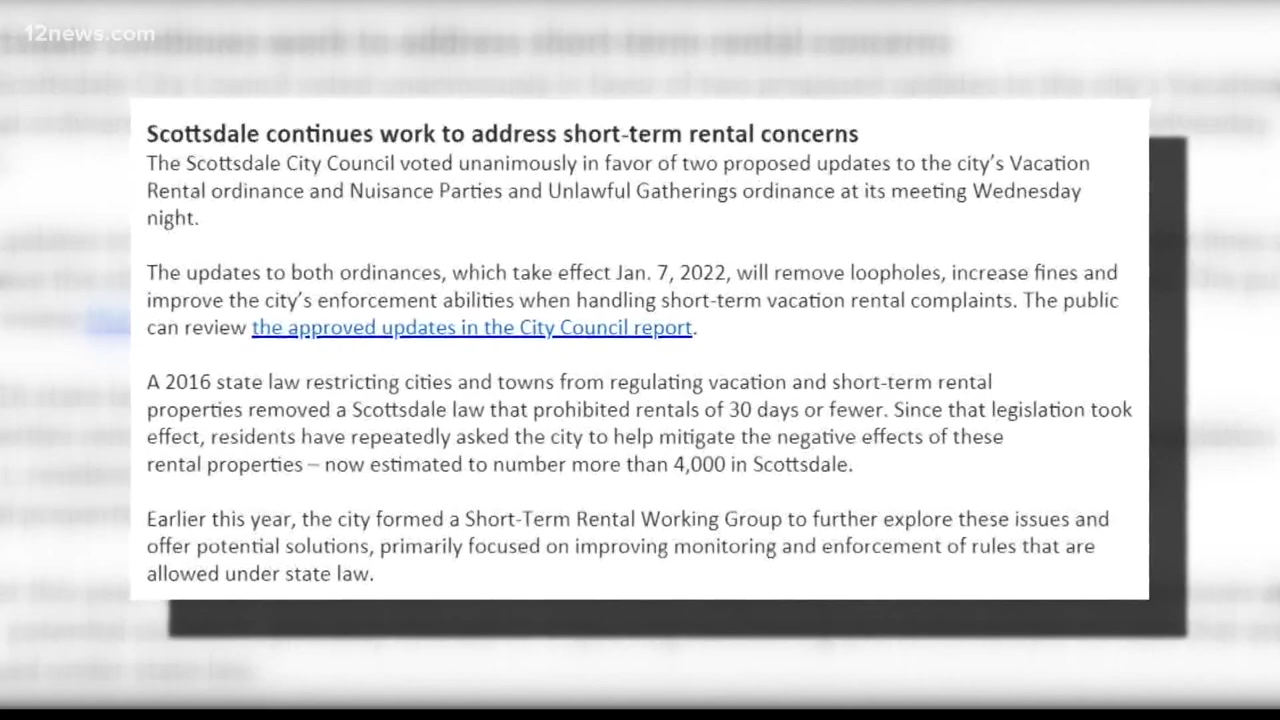 12news.com
Scottsdale continues work to address short-term rental concerns
The Scottsdale City Council voted unanimously in favor of two proposed updates to the city's Vacation
Rental ordinance and Nuisance Parties and Unlawful Gatherings ordinance at its meeting Wednesday
night.
The updates to both ordinances, which take effect Jan. 7, 2022, will remove loopholes, increase fines and
improve the city's enforcement abilities when handling short-term vacation rental complaints. The public
can review the approved updates in the City Council report.
A 2016 state law restricting cities and towns from regulating vacation and short-term rental
properties removed a Scottsdale law that prohibited rentals of 30 days or fewer. Since that legislation took
effect, residents have repeatedly asked the city to help mitigate the negative effects of these
rental properties – now estimated to number more than 4,000 in Scottsdale.
Earlier this year, the city formed a Short-Term Rental Working Group to further explore these issues and
offer potential solutions, primarily focused on improving monitoring and enforcement of rules that are
allowed under state law.